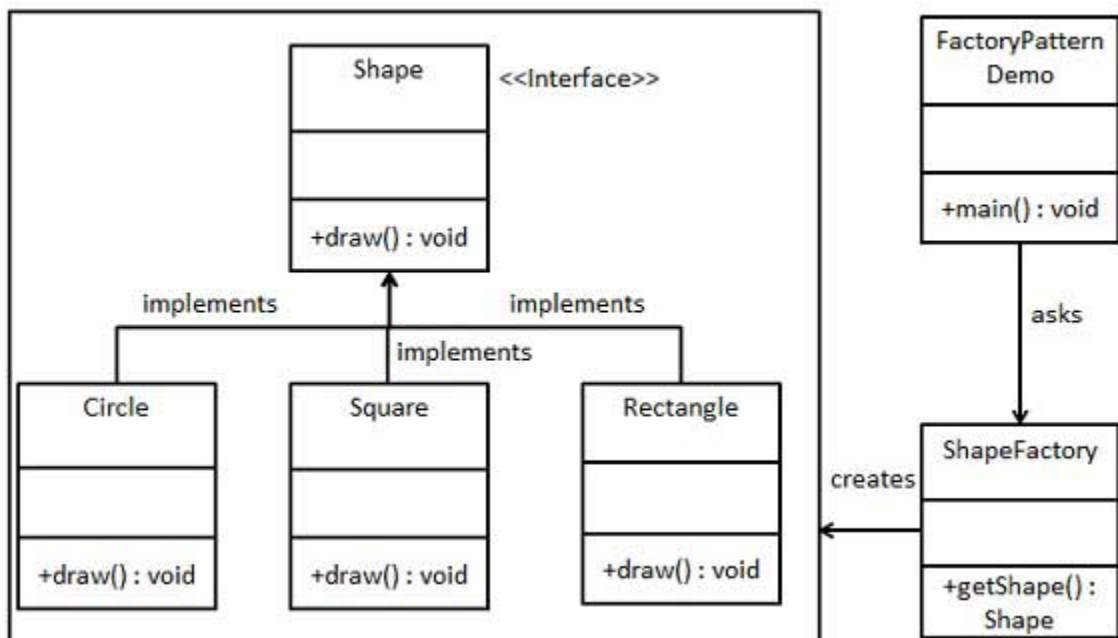 Shape
<<Interface>>
+draw() : void
implements
implements
implements
Circle
+draw() : void
Square
+draw() : void
Rectangle
+draw() : void
FactoryPattern
Demo
+main() : void
asks
ShapeFactory
+getShape() :
Shape
creates